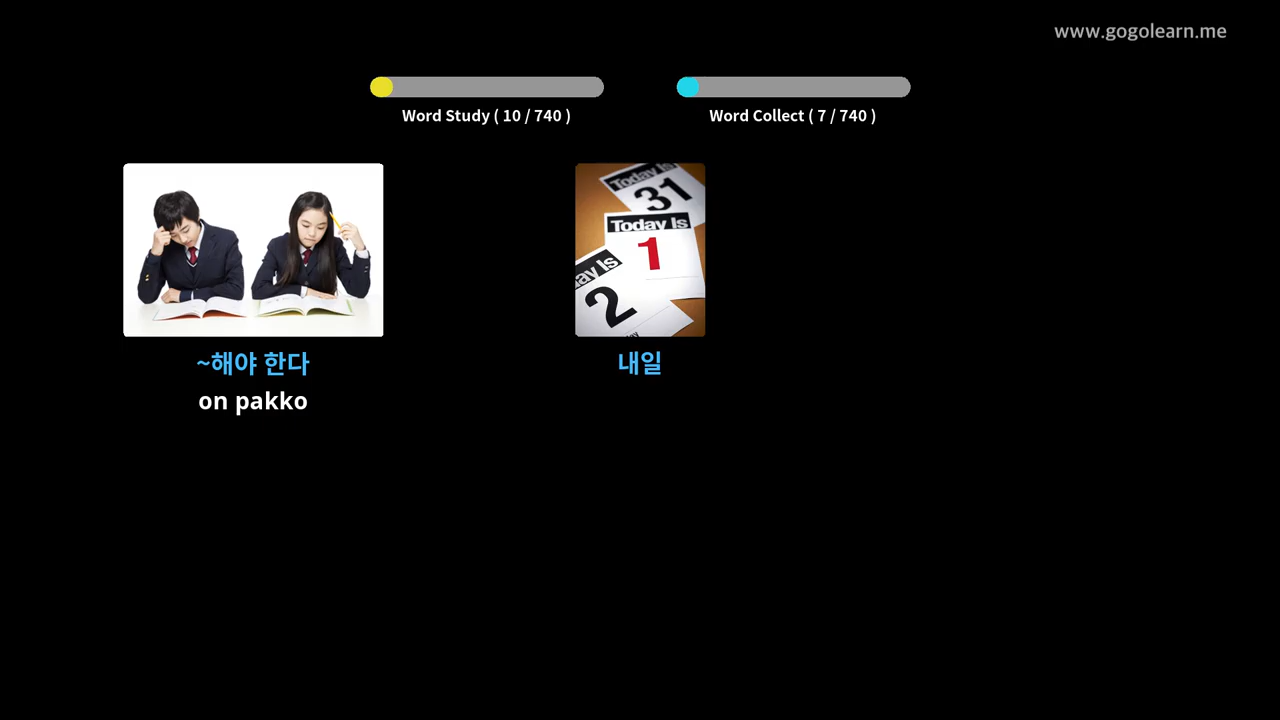 www.gogolearn.me
Word Study ( 10 / 740 )
Word Collect ( 7 / 740 )
Today Is
31
Today Is
1
ay Is
2
~해야 한다
내일
on pakko